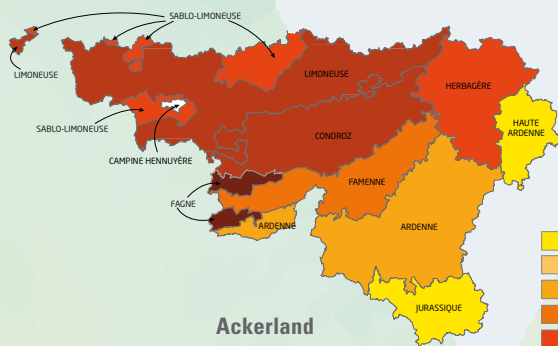 SABLO-LIMONEUSE
LIMONEUSE
LIMONEUSE
HERBAGÈRE
HAUTE
ARDENNE
SABLO-LIMONEUSE
CONDROZ
CAMPINE HENNUYÈRE
FAMENNE
FAGNE
ARDENNE
ARDENNE
JURASSIQUE
Ackerland